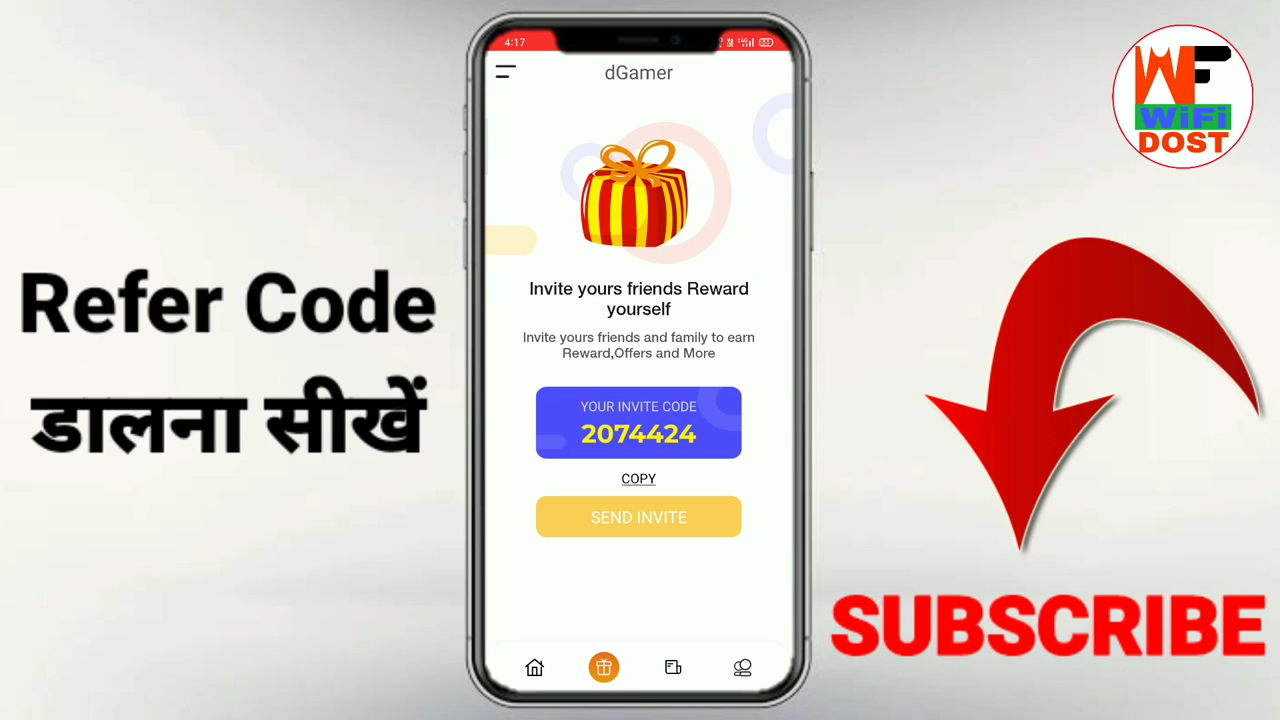 Refer Code
डालना सीखें
4:17
dGamer
Invite yours friends Reward
yourself
Invite yours friends and family to earn
Reward,Offers and More
YOUR INVITE CODE
2074424
COPY
SEND INVITE
WF
WiFi
DOST
SUBSCRIBE